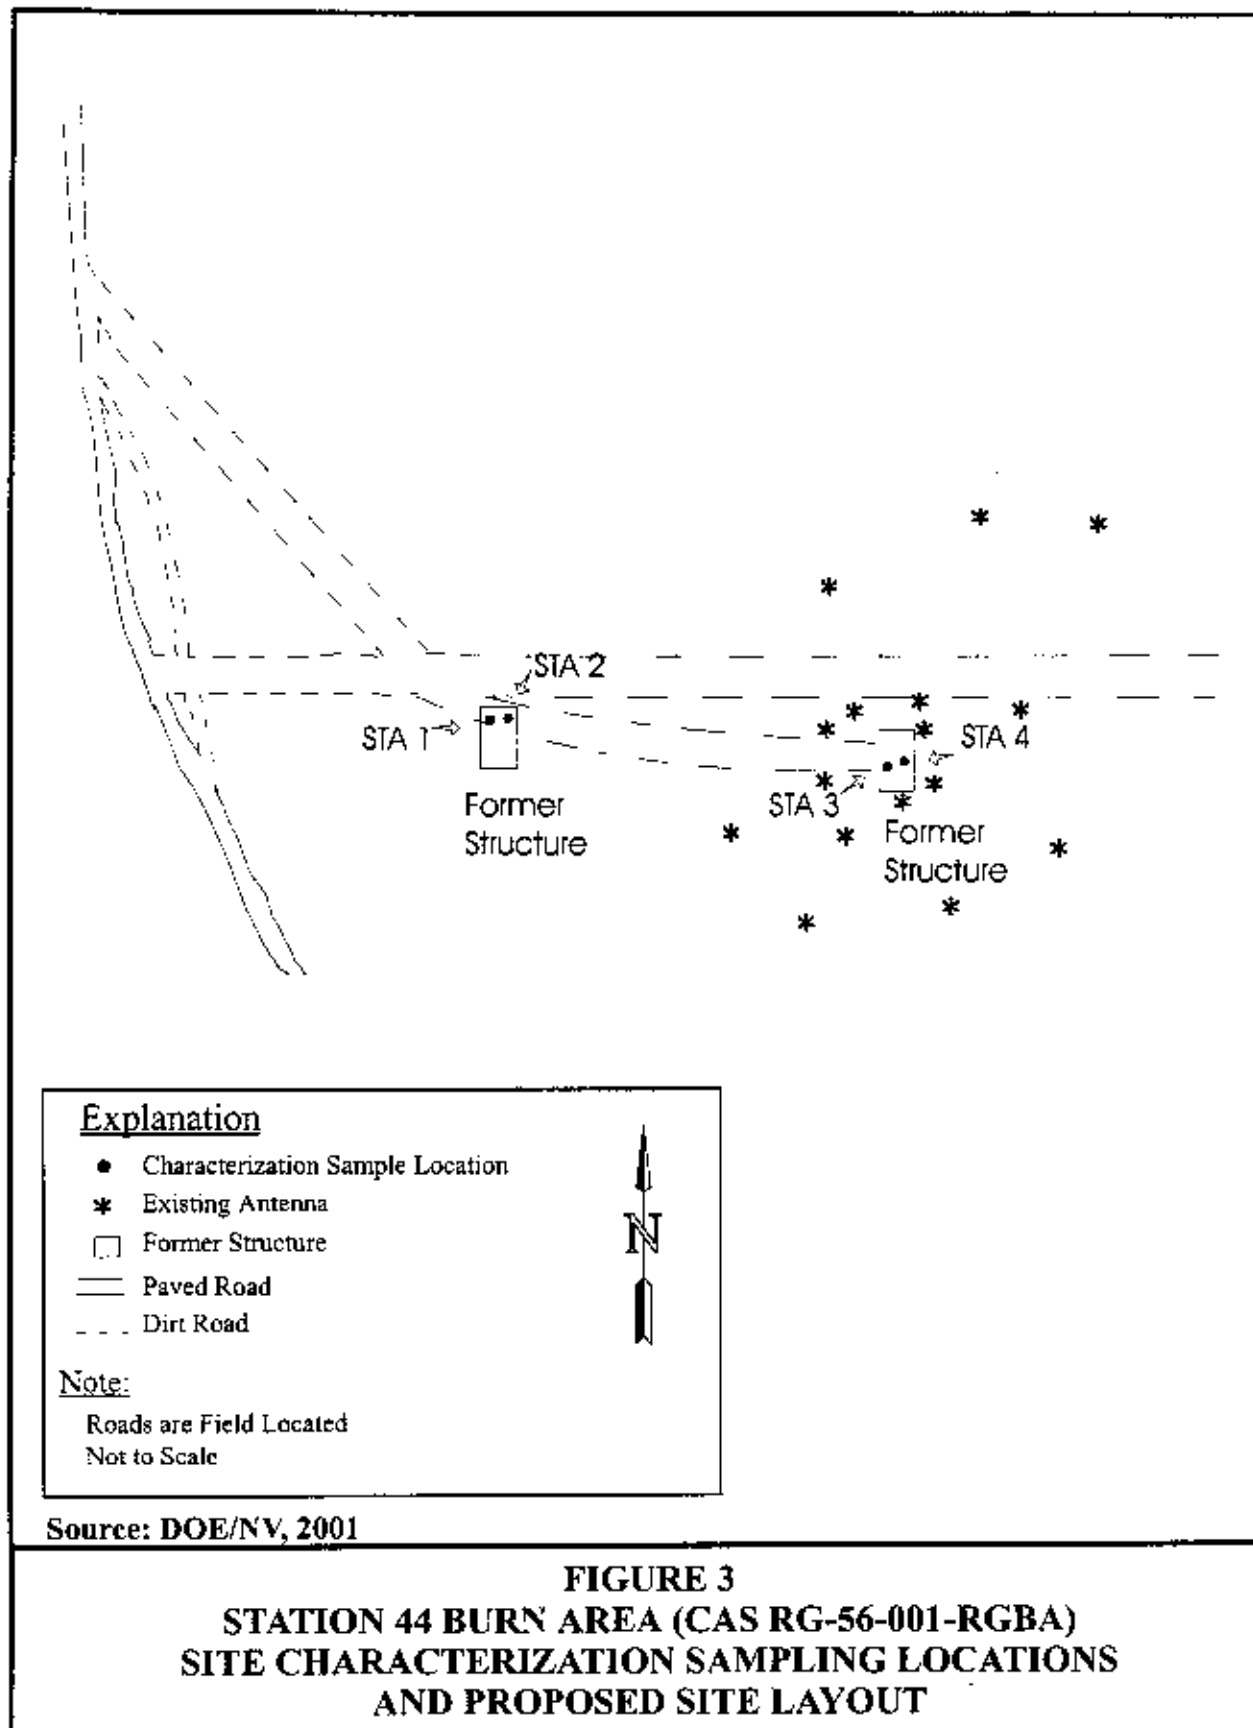 STA 2
STA 1
STA 4
STA 3
Former
Structure
Former
Structure
Explanation
Characterization Sample Location
Existing Antenna
Former Structure
Paved Road
Dirt Road
N
Note:
Roads are Field Located
Not to Scale
Source: DOE/NV, 2001
FIGURE 3
STATION 44 BURN AREA (CAS RG-56-001-RGBA)
SITE CHARACTERIZATION SAMPLING LOCATIONS
AND PROPOSED SITE LAYOUT